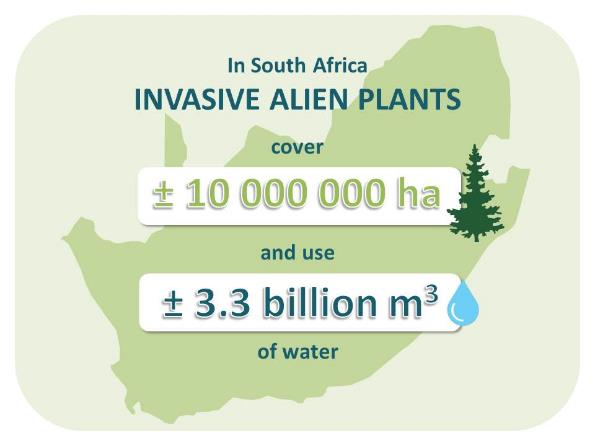 In South Africa
INVASIVE ALIEN PLANTS
cover
± 10 000 000 ha
and use
± 3.3 billion m³
of water